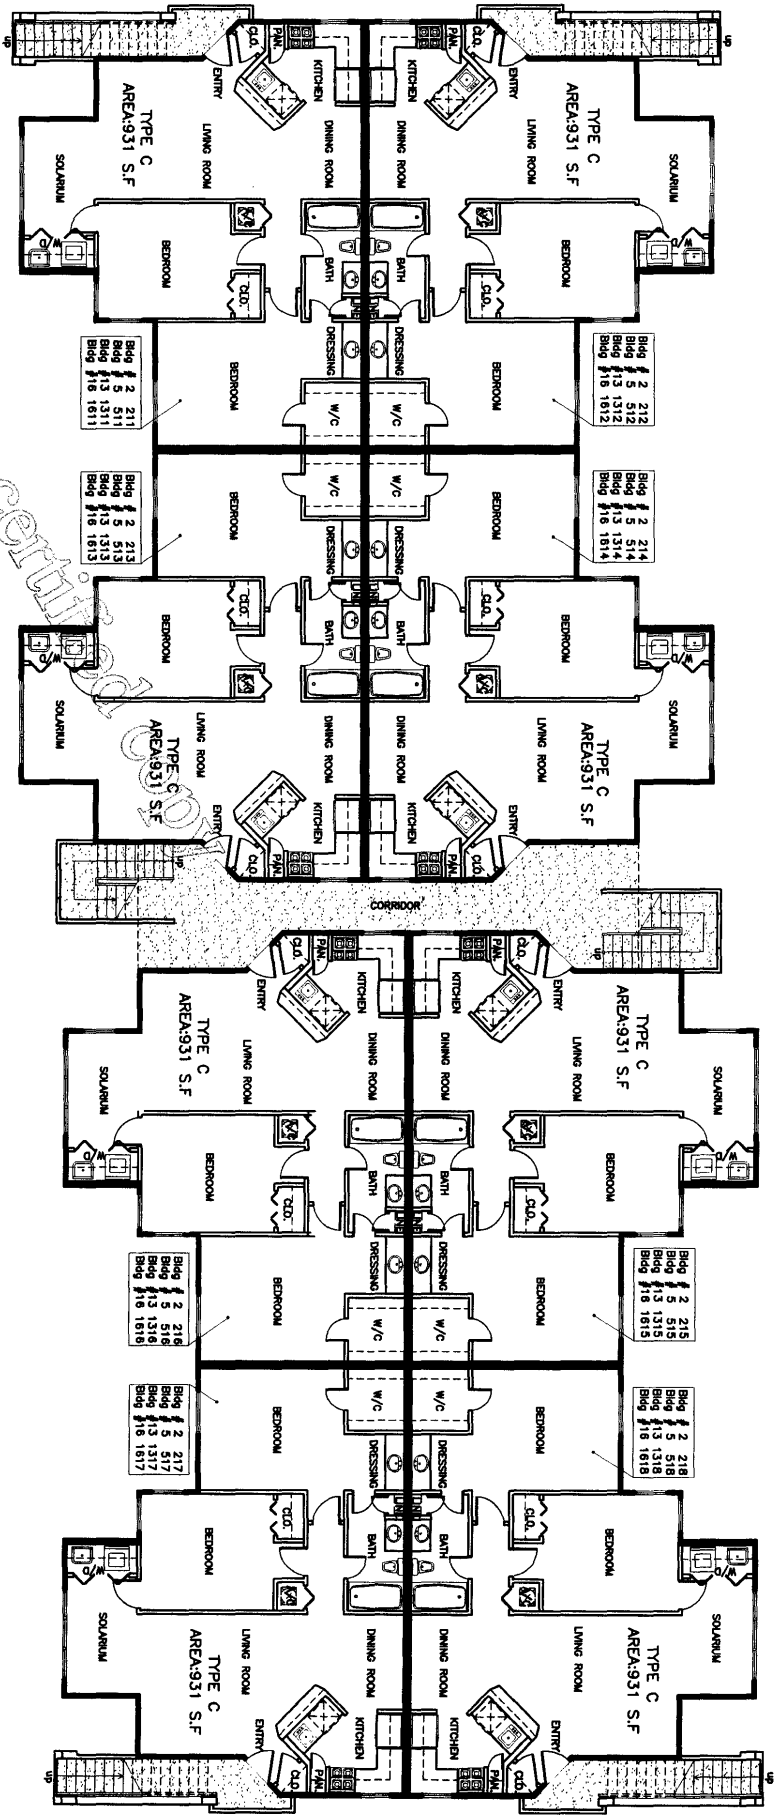 UP
CLO.
PAN.
KITCHEN
ENTRY
TYPE C
AREA:931 S.F
LIVING ROOM
DINING ROOM
SOLARIUM
W/D
A/C
BEDROOM
CLO.
BATH
LINE
BEDROOM
DRESSING
W/C
Bldg # 2 211
Bldg # 5 511
Bldg #13 1311
Bldg #16 1611
UP
CLO.
PAN.
KITCHEN
ENTRY
TYPE C
AREA:931 S.F
LIVING ROOM
DINING ROOM
SOLARIUM
W/D
A/C
BEDROOM
CLO.
BATH
LINE
BEDROOM
DRESSING
W/C
Bldg # 2 212
Bldg # 5 512
Bldg #13 1312
Bldg #16 1612
W/C
DRESSING
BEDROOM
Bldg # 2 213
Bldg # 5 513
Bldg #13 1313
Bldg #16 1613
LINE
BATH
CLO.
BEDROOM
A/C
W/D
SOLARIUM
LIVING ROOM
DINING ROOM
TYPE C
AREA:931 S.F
ENTRY
KITCHEN
PAN.
CLO.
UP
W/C
DRESSING
BEDROOM
Bldg # 2 214
Bldg # 5 514
Bldg #13 1314
Bldg #16 1614
LINE
BATH
CLO.
BEDROOM
A/C
W/D
SOLARIUM
LIVING ROOM
DINING ROOM
TYPE C
AREA:931 S.F
ENTRY
KITCHEN
PAN.
CLO.
UP
Certified Copy
CORRIDOR
CLO.
PAN.
KITCHEN
ENTRY
TYPE C
AREA:931 S.F
LIVING ROOM
DINING ROOM
SOLARIUM
W/D
A/C
BEDROOM
CLO.
BATH
LINE
BEDROOM
DRESSING
W/C
Bldg # 2 216
Bldg # 5 516
Bldg #13 1316
Bldg #16 1616
CLO.
PAN.
KITCHEN
ENTRY
TYPE C
AREA:931 S.F
LIVING ROOM
DINING ROOM
SOLARIUM
W/D
A/C
BEDROOM
CLO.
BATH
LINE
BEDROOM
DRESSING
W/C
Bldg # 2 215
Bldg # 5 515
Bldg #13 1315
Bldg #16 1615
W/C
DRESSING
BEDROOM
Bldg # 2 217
Bldg # 5 517
Bldg #13 1317
Bldg #16 1617
LINE
BATH
CLO.
BEDROOM
A/C
W/D
SOLARIUM
LIVING ROOM
DINING ROOM
TYPE C
AREA:931 S.F
ENTRY
KITCHEN
PAN.
CLO.
UP
W/C
DRESSING
BEDROOM
Bldg # 2 218
Bldg # 5 518
Bldg #13 1318
Bldg #16 1618
LINE
BATH
CLO.
BEDROOM
A/C
W/D
SOLARIUM
LIVING ROOM
DINING ROOM
TYPE C
AREA:931 S.F
ENTRY
KITCHEN
PAN.
CLO.
UP